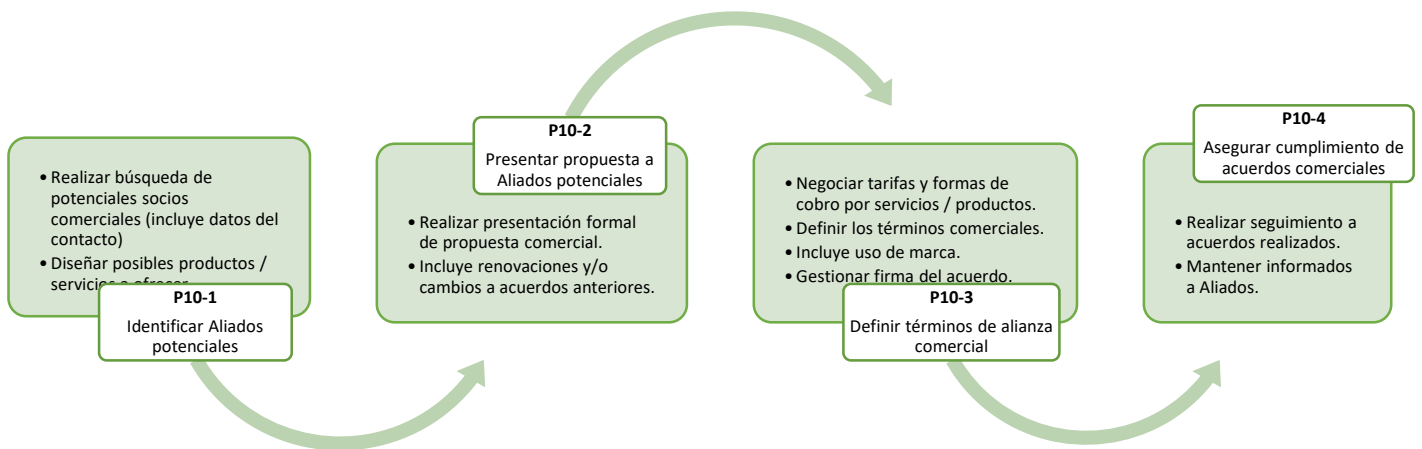 • Realizar búsqueda de
potenciales socios
comerciales (incluye datos del
contacto)
• Diseñar posibles productos /
servicios a ofrecer
P10-1
Identificar Aliados
potenciales
P10-2
Presentar propuesta a
Aliados potenciales
• Realizar presentación formal
de propuesta comercial.
• Incluye renovaciones y/o
cambios a acuerdos anteriores.
• Negociar tarifas y formas de
cobro por servicios / productos.
• Definir los términos comerciales.
• Incluye uso de marca.
• Gestionar firma del acuerdo.
P10-3
Definir términos de alianza
comercial
P10-4
Asegurar cumplimiento de
acuerdos comerciales
• Realizar seguimiento a
acuerdos realizados.
• Mantener informados
a Aliados.